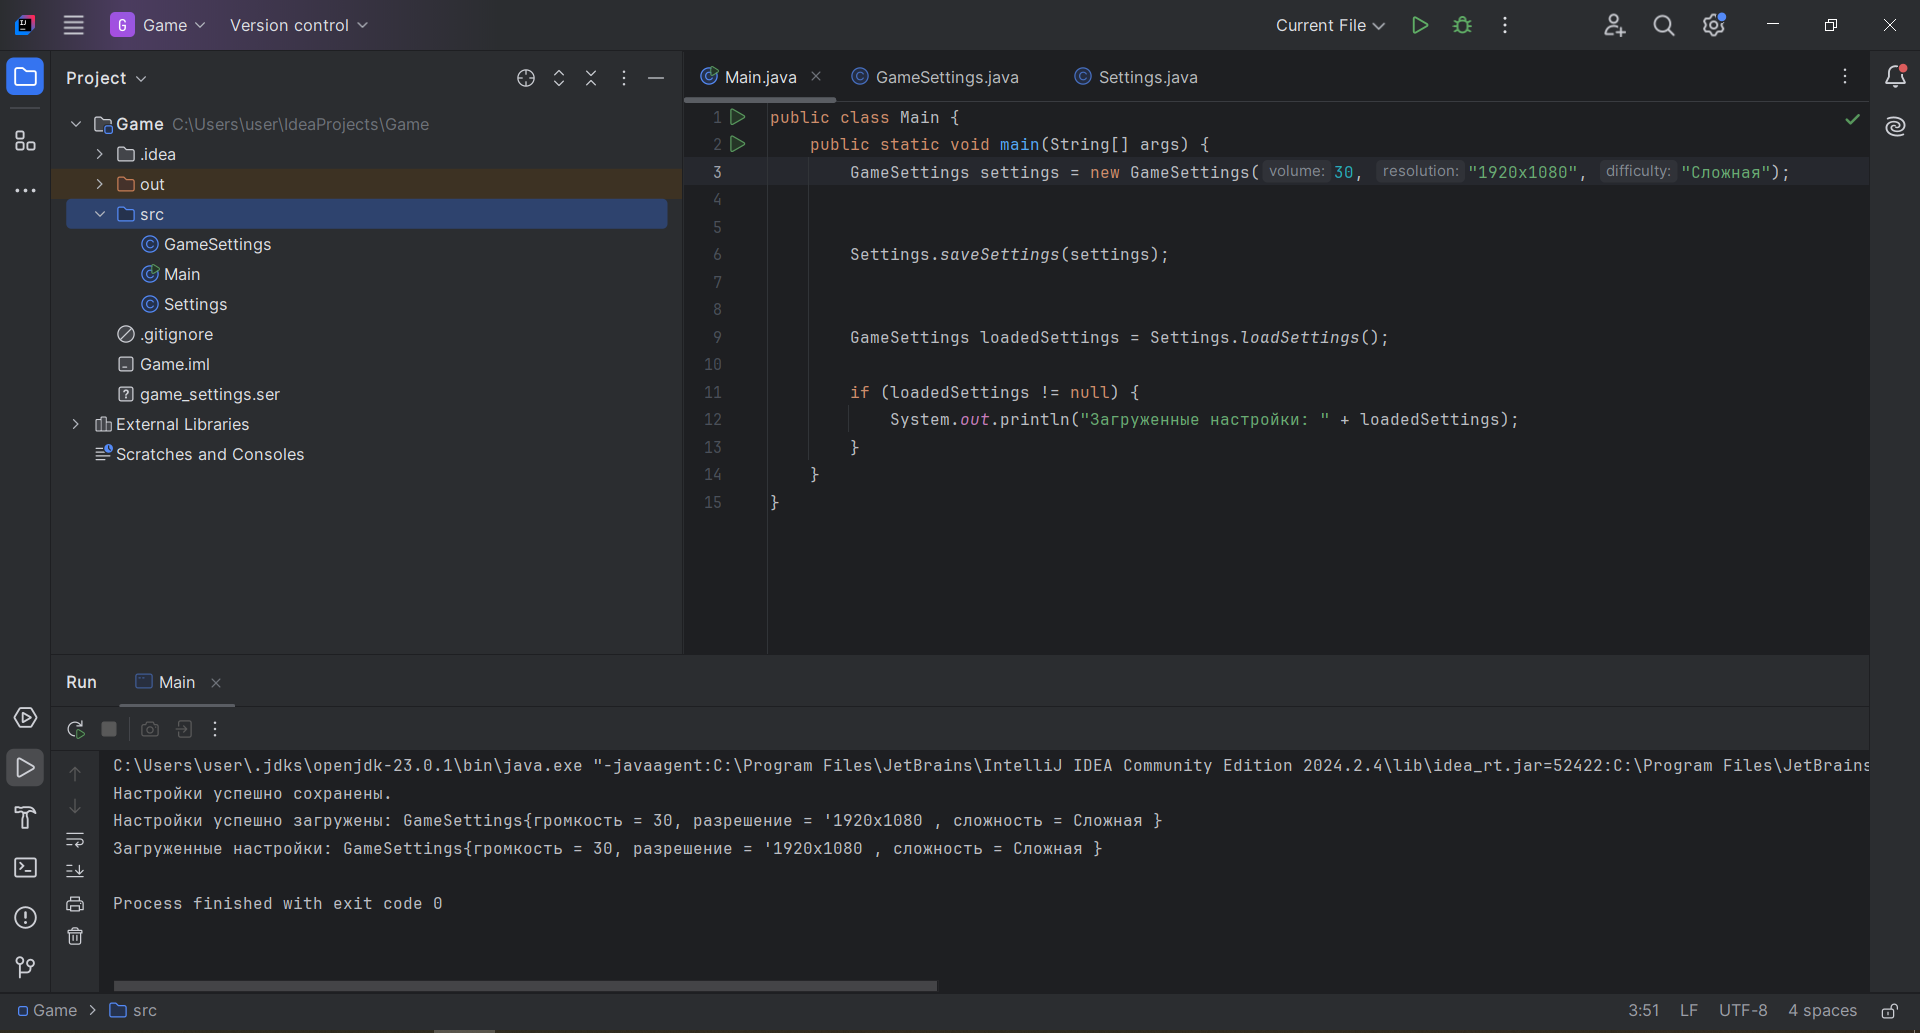 G Game Version control Current File
Project
Main.java GameSettings.java Settings.java
Game C:\Users\user\IdeaProjects\Game
.idea
out
src
GameSettings
Main
Settings
.gitignore
Game.iml
game_settings.ser
External Libraries
Scratches and Consoles
1 public class Main {
2 public static void main(String[] args) {
3 GameSettings settings = new GameSettings( volume: 30, resolution: "1920x1080", difficulty: "Сложная");
4
5
6 Settings.saveSettings(settings);
7
8
9 GameSettings loadedSettings = Settings.loadSettings();
10
11 if (loadedSettings != null) {
12 System.out.println("Загруженные настройки: " + loadedSettings);
13 }
14 }
15 }
Run Main
C:\Users\user\.jdks\openjdk-23.0.1\bin\java.exe "-javaagent:C:\Program Files\JetBrains\IntelliJ IDEA Community Edition 2024.2.4\lib\idea_rt.jar=52422:C:\Program Files\JetBrains
Настройки успешно сохранены.
Настройки успешно загружены: GameSettings{громкость = 30, разрешение = '1920x1080 , сложность = Сложная }
Загруженные настройки: GameSettings{громкость = 30, разрешение = '1920x1080 , сложность = Сложная }
Process finished with exit code 0
Game > src 3:51 LF UTF-8 4 spaces